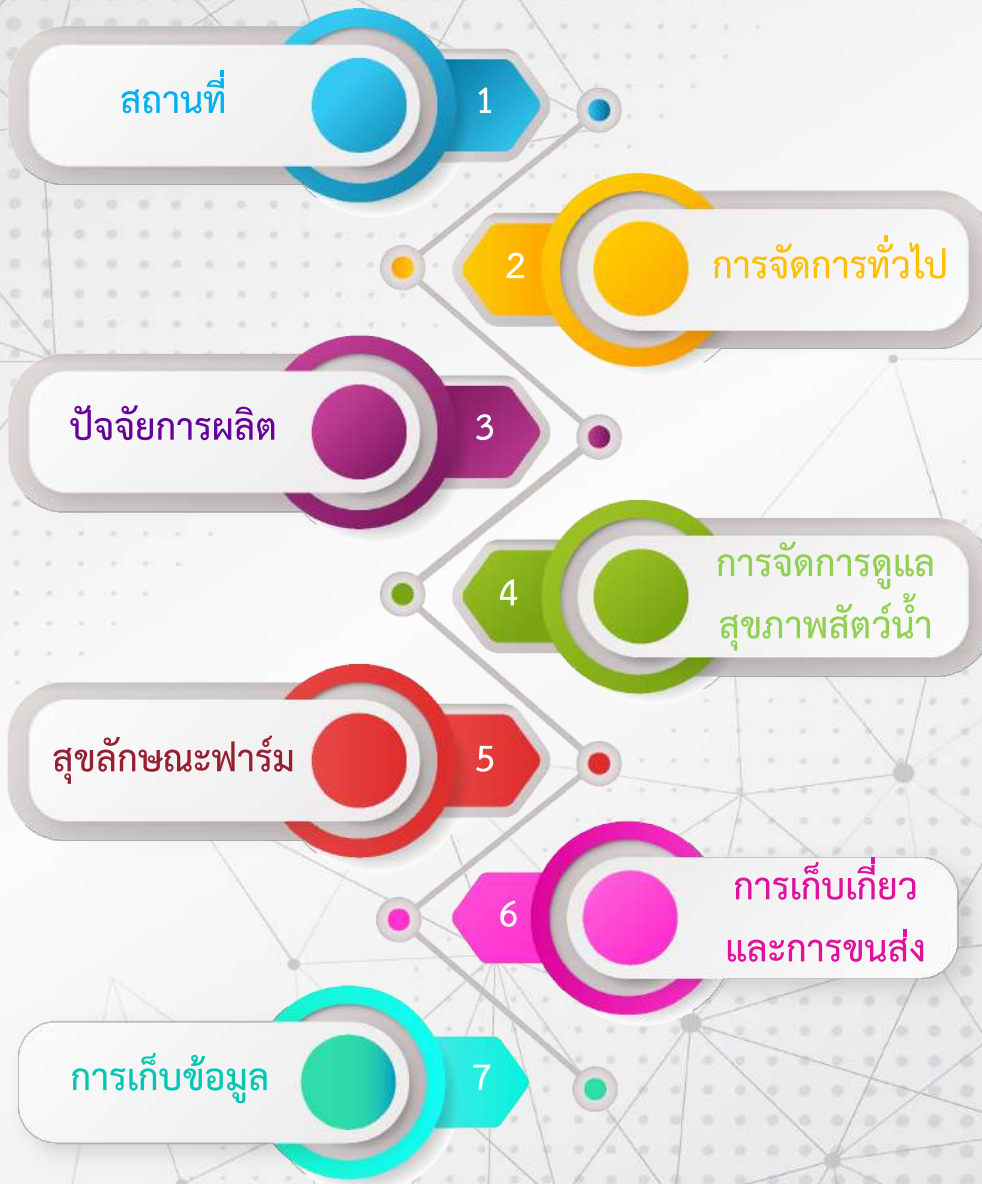 สถานที่
1
2
การจัดการทั่วไป
ปัจจัยการผลิต
3
4
การจัดการดูแล
สุขภาพสัตว์น้ำ
สุขลักษณะฟาร์ม
5
6
การเก็บเกี่ยว
และการขนส่ง
การเก็บข้อมูล
7